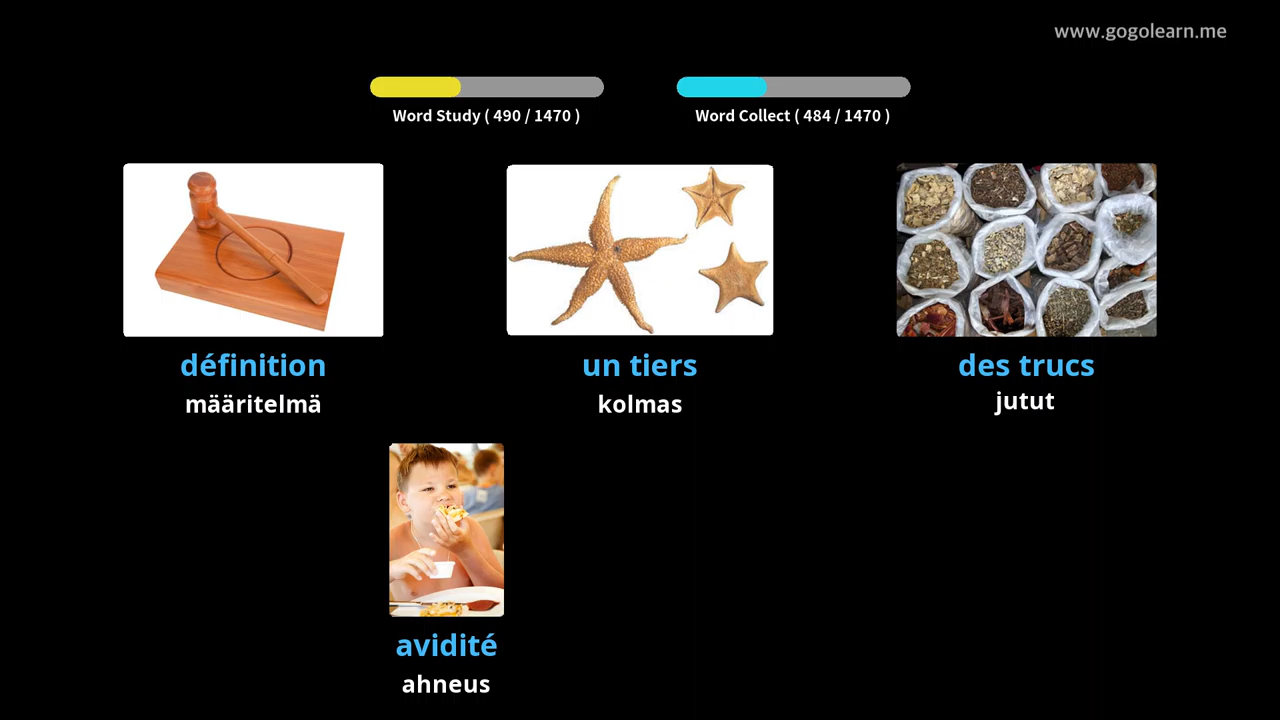 www.gogolearn.me
Word Study ( 490 / 1470 )
Word Collect ( 484 / 1470 )
définition
un tiers
des trucs
määritelmä
kolmas
jutut
avidité
ahneus